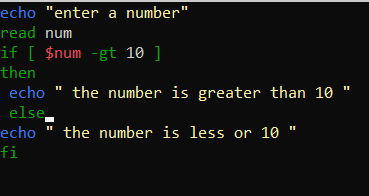 echo "enter a number"
read num
if [ $num -gt 10 ]
then
 echo " the number is greater than 10 "
 else
echo " the number is less or 10 "
fi